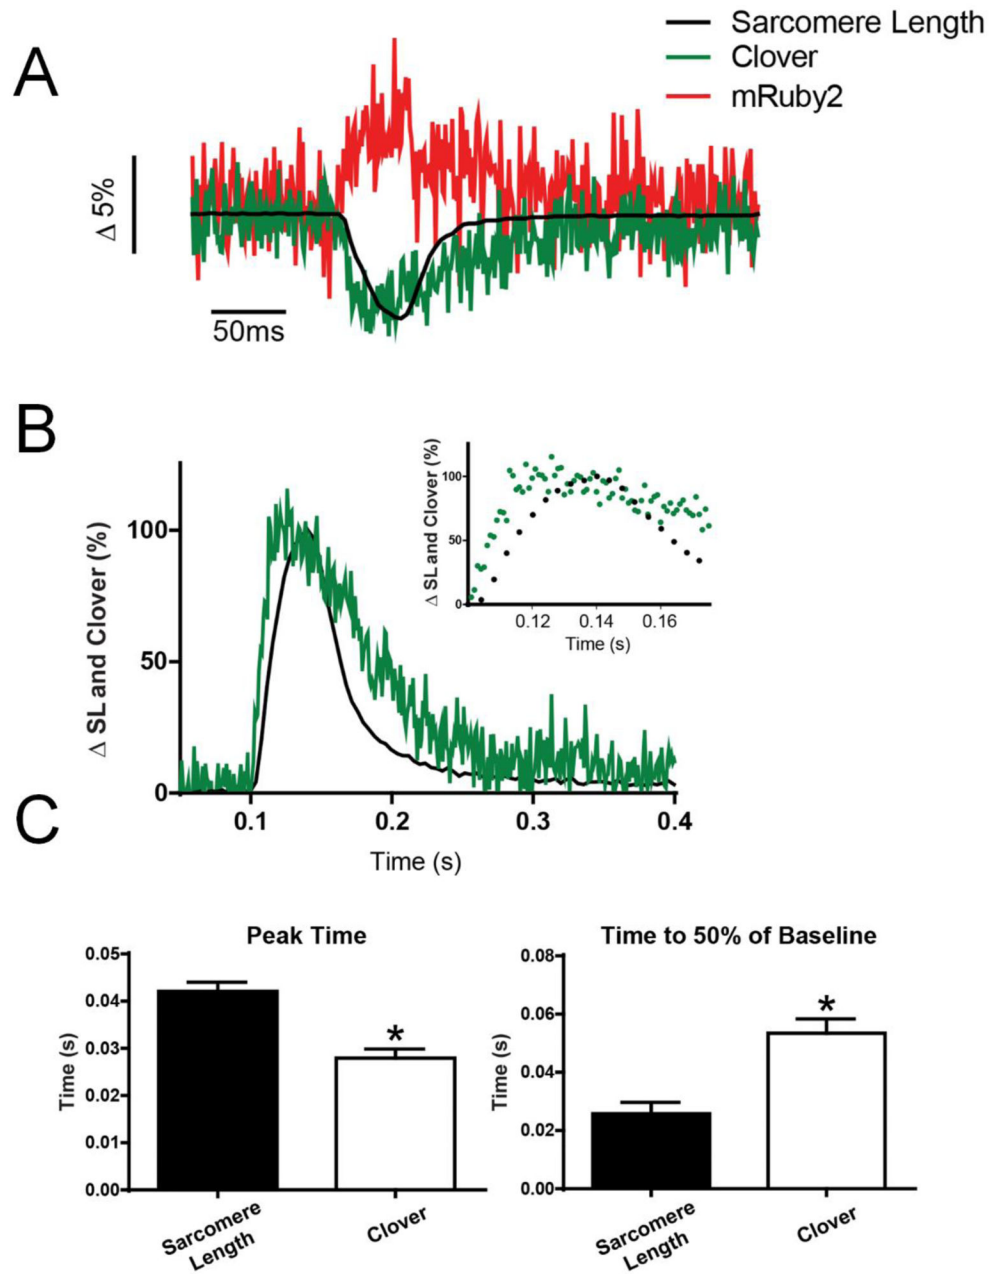 A
Sarcomere Length
Clover
mRuby2
Δ 5%
50ms
B
Δ SL and Clover (%)
100
50
0
0.1
0.2
0.3
0.4
Time (s)
Δ SL and Clover (%)
100
50
0
0.12
0.14
0.16
Time (s)
C
Peak Time
Time (s)
0.05
0.04
0.03
0.02
0.01
0.00
*
Sarcomere
Length
Clover
Time to 50% of Baseline
Time (s)
0.08
0.06
0.04
0.02
0.00
*
Sarcomere
Length
Clover